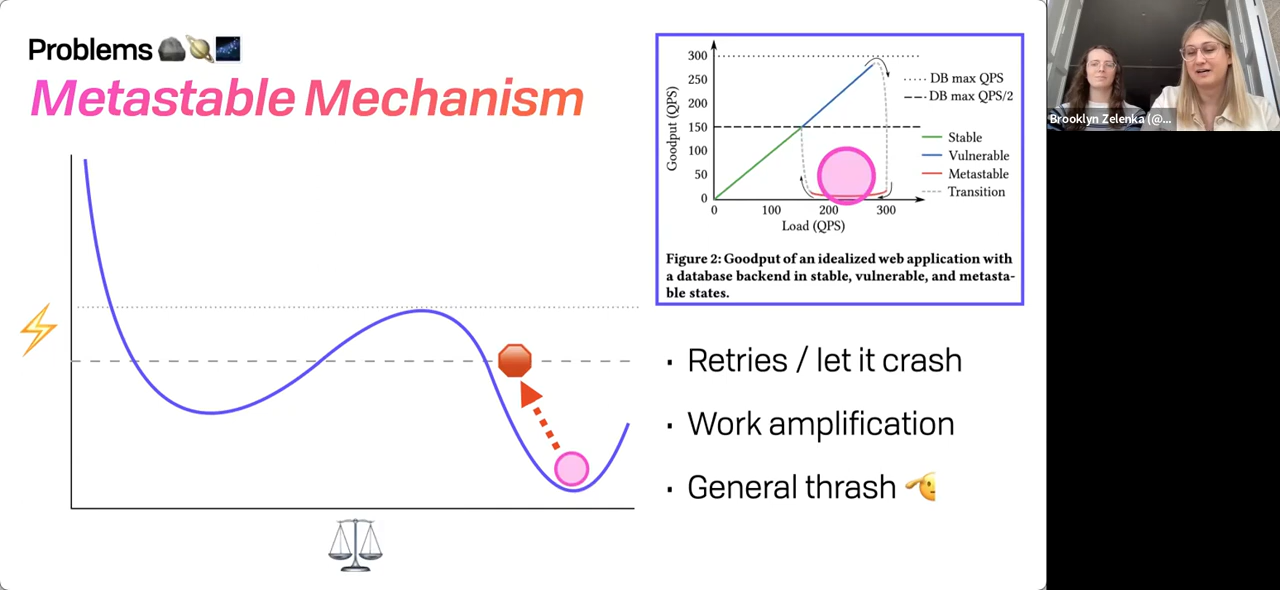 Problems
Metastable Mechanism
300
250
200
150
100
50
0
Goodput (QPS)
0 100 200 300
Load (QPS)
DB max QPS
DB max QPS/2
Stable
Vulnerable
Metastable
Transition
Figure 2: Goodput of an idealized web application with
a database backend in stable, vulnerable, and metasta-
ble states.
· Retries / let it crash
· Work amplification
· General thrash
Brooklyn Zelenka (@...